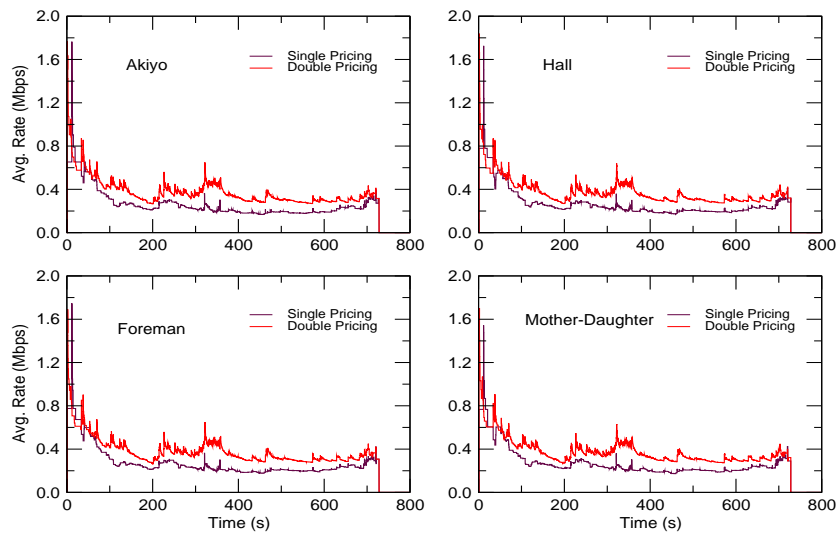 2.0
1.6
1.2
0.8
0.4
0.0
Avg. Rate (Mbps)
Akiyo
Single Pricing
Double Pricing
0 200 400 600 800
2.0
1.6
1.2
0.8
0.4
0.0
Hall
Single Pricing
Double Pricing
0 200 400 600 800
2.0
1.6
1.2
0.8
0.4
0.0
Avg. Rate (Mbps)
Foreman
Single Pricing
Double Pricing
0 200 400 600 800
Time (s)
2.0
1.6
1.2
0.8
0.4
0.0
Mother-Daughter
Single Pricing
Double Pricing
0 200 400 600 800
Time (s)